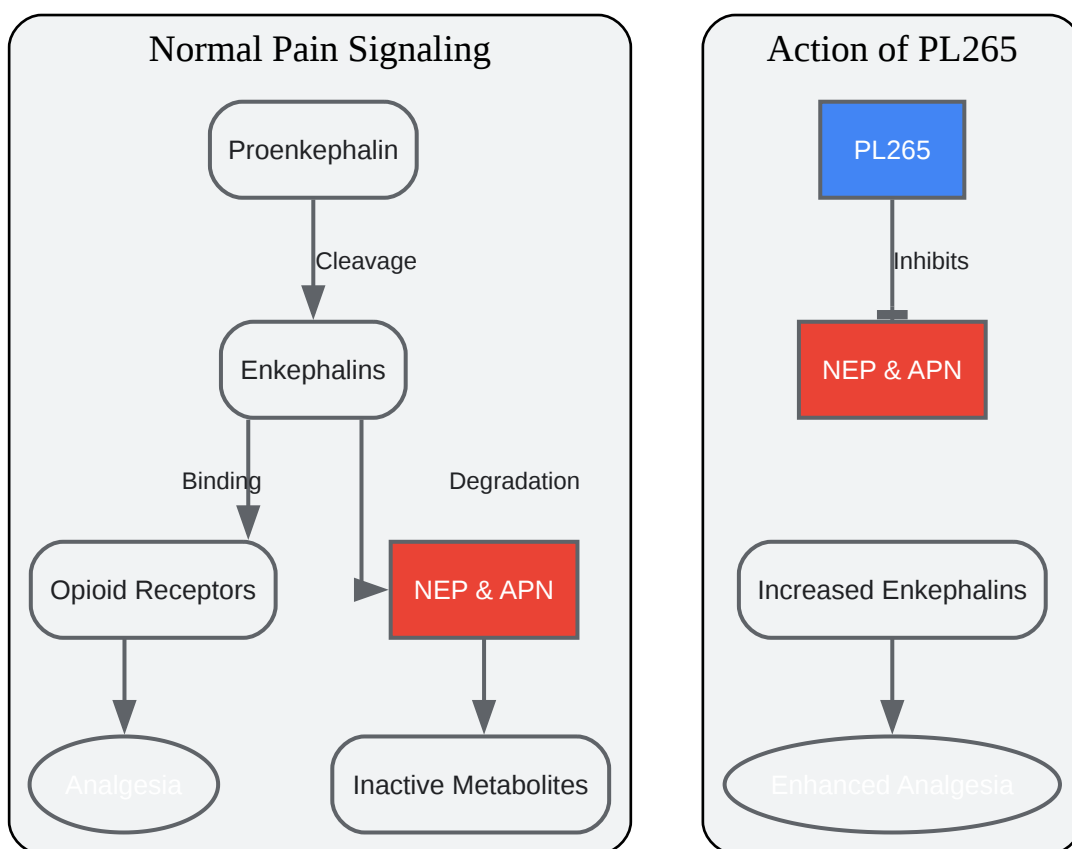 Normal Pain Signaling
Proenkephalin
Cleavage
Enkephalins
Binding
Degradation
Opioid Receptors
NEP & APN
Analgesia
Inactive Metabolites
Action of PL265
PL265
Inhibits
NEP & APN
Increased Enkephalins
Enhanced Analgesia